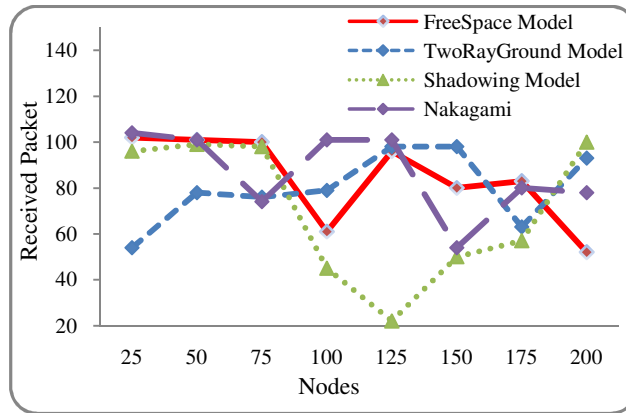 FreeSpace Model
TwoRayGround Model
Shadowing Model
Nakagami
Received Packet
140
120
100
80
60
40
20
25 50 75 100 125 150 175 200
Nodes